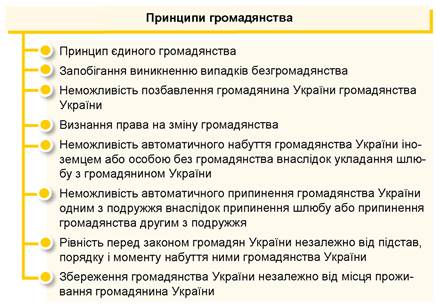 Принципи громадянства
Принцип єдиного громадянства
Запобігання виникненню випадків безгромадянства
Неможливість позбавлення громадянина України громадянства
України
Визнання права на зміну громадянства
Неможливість автоматичного набуття громадянства України іно-
земцем або особою без громадянства внаслідок укладання шлю-
бу з громадянином України
Неможливість автоматичного припинення громадянства України
одним з подружжя внаслідок припинення шлюбу або припинення
громадянства другим з подружжя
Рівність перед законом громадян України незалежно від підстав,
порядку і моменту набуття ними громадянства України
Збереження громадянства України незалежно від місця прожи-
вання громадянина України